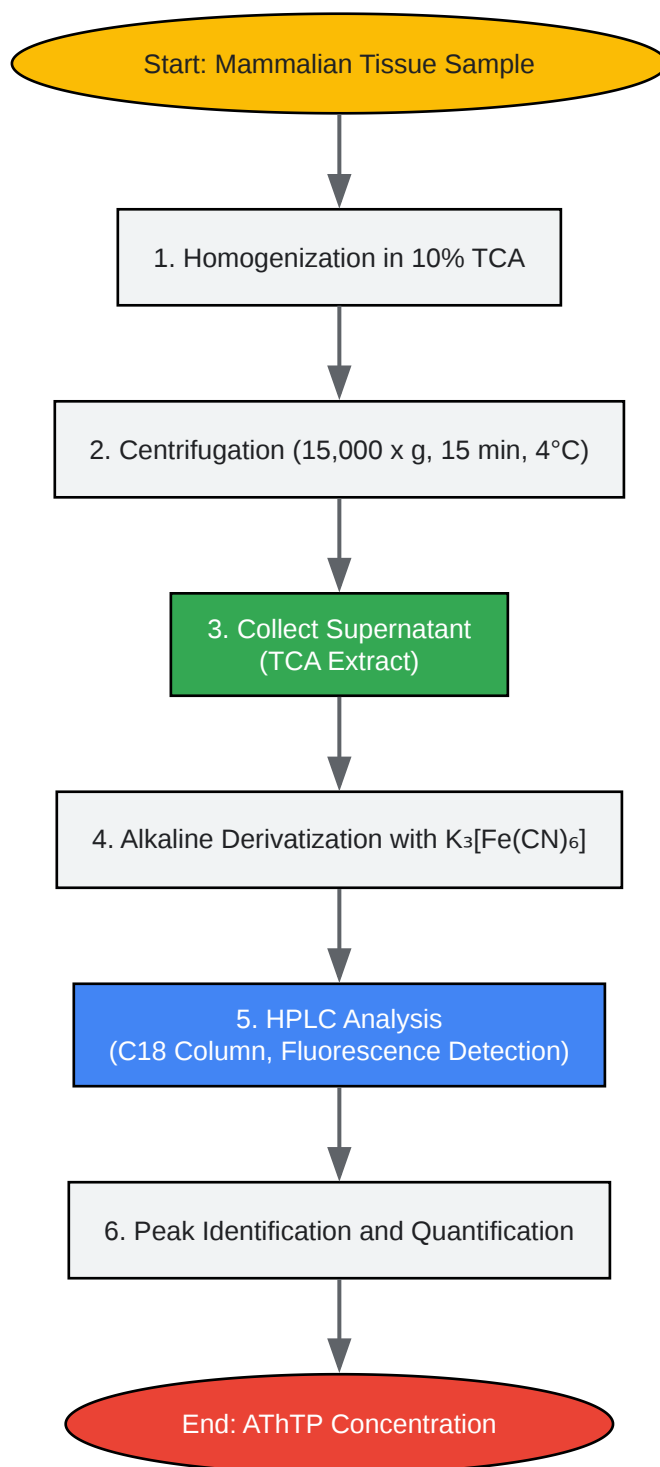 Start: Mammalian Tissue Sample
1. Homogenization in 10% TCA
2. Centrifugation (15,000 x g, 15 min, 4°C)
3. Collect Supernatant
(TCA Extract)
4. Alkaline Derivatization with K₃[Fe(CN)₆]
5. HPLC Analysis
(C18 Column, Fluorescence Detection)
6. Peak Identification and Quantification
End: AThTP Concentration